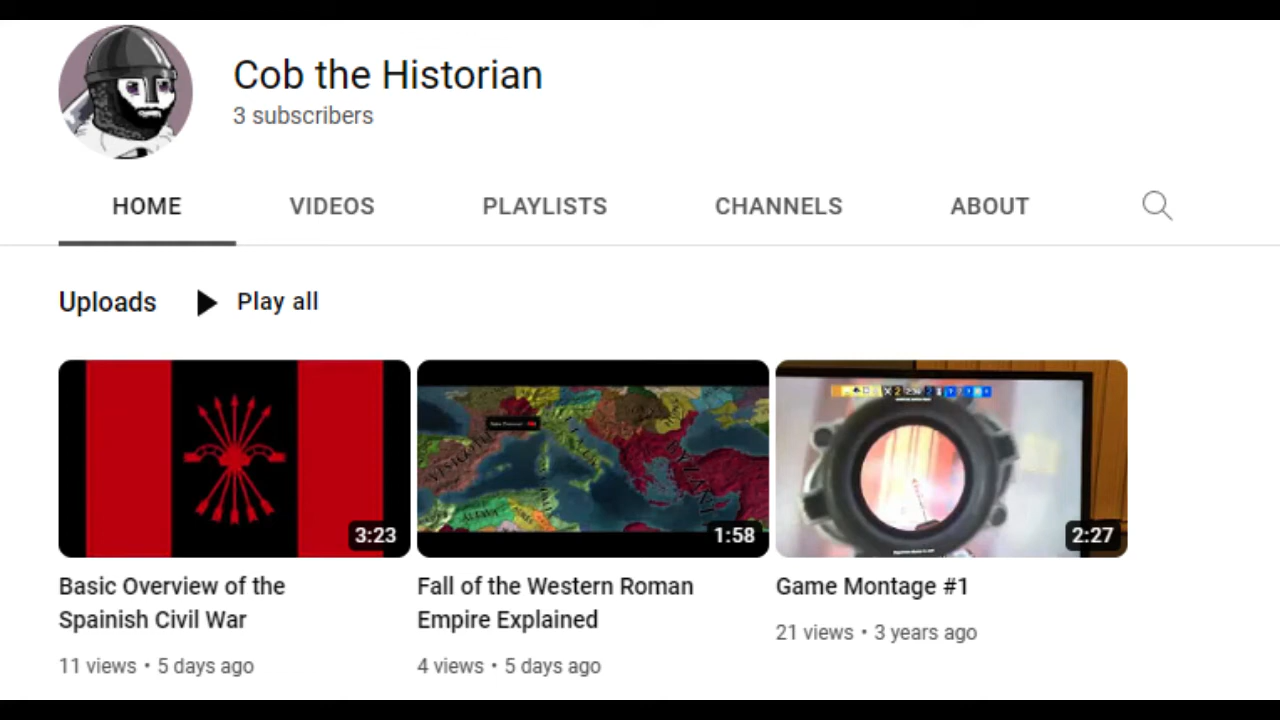 Cob the Historian
3 subscribers
HOME VIDEOS PLAYLISTS CHANNELS ABOUT
Uploads Play all
3:23 1:58 2:27
Basic Overview of the
Spainish Civil War
11 views • 5 days ago
Fall of the Western Roman
Empire Explained
4 views • 5 days ago
Game Montage #1
21 views • 3 years ago